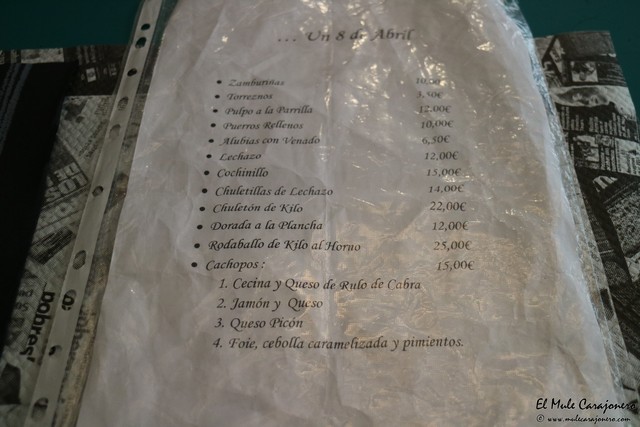 ... Un 8 de Abril
• Zamburiñas 10,00
• Torreznos 3,50€
• Pulpo a la Parrilla 12,00€
• Puerros Rellenos 10,00€
• Alubias con Venado 6,50€
• Lechazo 12,00€
• Cochinillo 15,00€
• Chuletillas de Lechazo 14,00€
• Chuletón de Kilo 22,00€
• Dorada a la Plancha 12,00€
• Rodaballo de Kilo al Horno 25,00€
• Cachopos : 15,00€
1. Cecina y Queso de Rulo de Cabra
2. Jamón y Queso
3. Queso Picón
4. Foie, cebolla caramelizada y pimientos.
El Mule Carajonero
© www.mulecarajonero.com